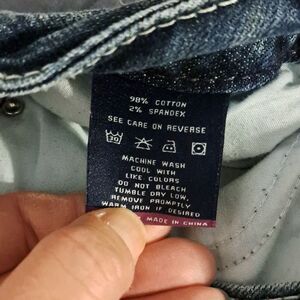 98% COTTON
2% SPANDEX
SEE CARE ON REVERSE
30
MACHINE WASH
COOL WITH
LIKE COLORS
DO NOT BLEACH
TUMBLE DRY LOW,
REMOVE PROMPTLY
WARM IRON IF DESIRED
MADE IN CHINA